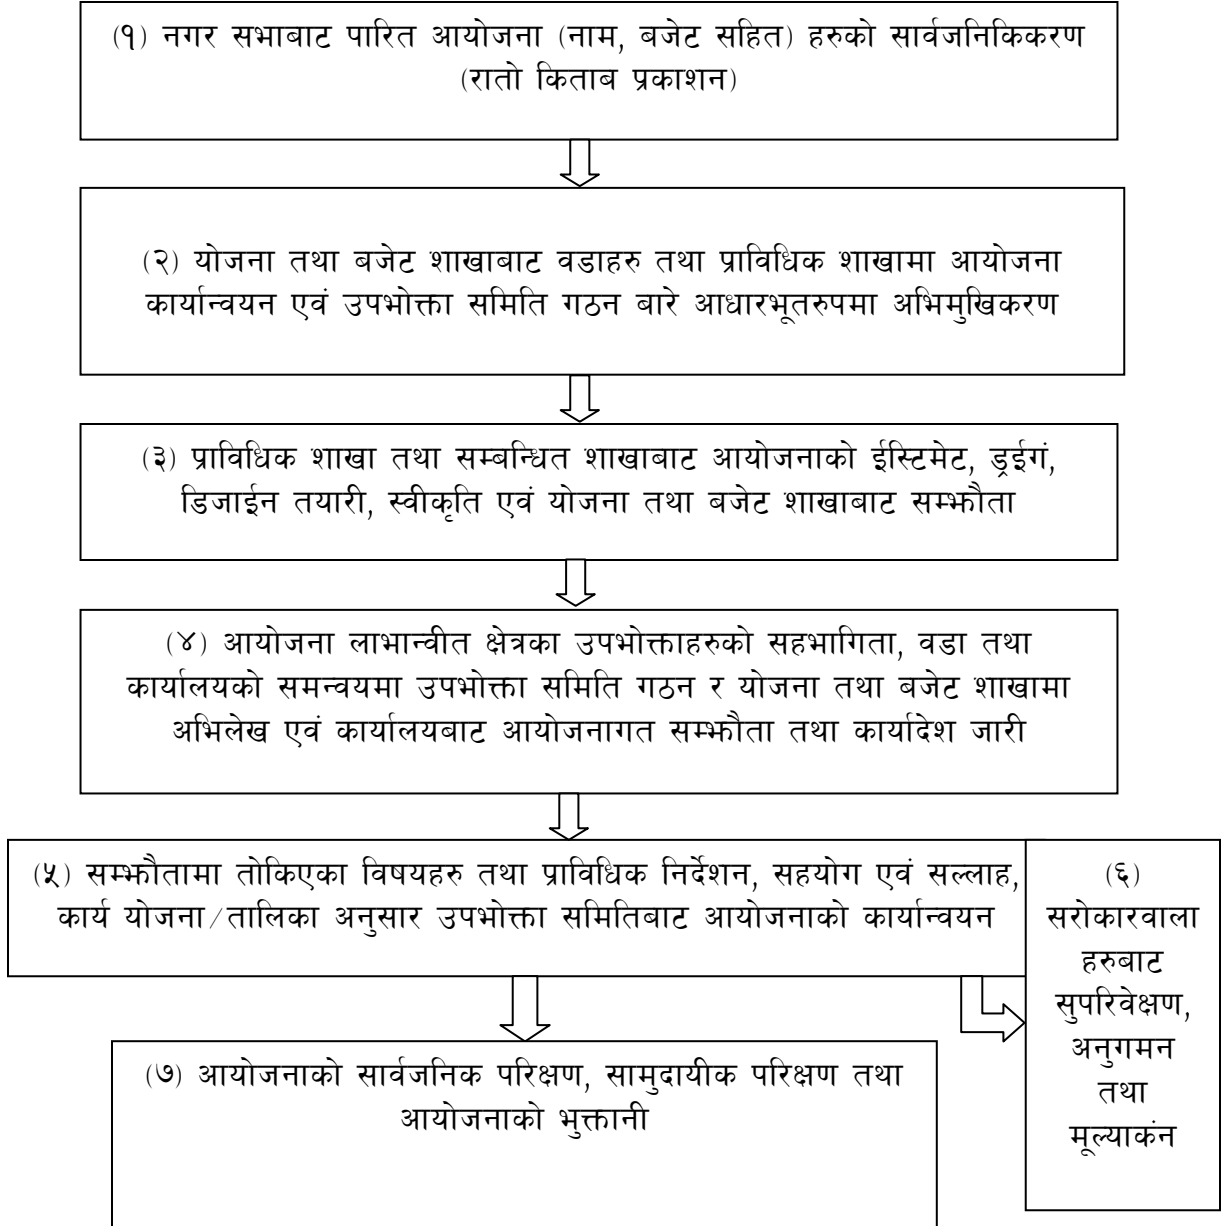 (१) नगर सभाबाट पारित आयोजना (नाम, बजेट सहित) हरुको सार्वजनिकिकरण
(रातो किताब प्रकाशन)
(२) योजना तथा बजेट शाखाबाट वडाहरु तथा प्राविधिक शाखामा आयोजना
कार्यान्वयन एवं उपभोक्ता समिति गठन बारे आधारभूतरुपमा अभिमुखिकरण
(३) प्राविधिक शाखा तथा सम्बन्धित शाखाबाट आयोजनाको ईस्टिमेट, ड्रईगं,
डिजाईन तयारी, स्वीकृति एवं योजना तथा बजेट शाखाबाट सम्झौता
(४) आयोजना लाभान्वीत क्षेत्रका उपभोक्ताहरुको सहभागिता, वडा तथा
कार्यालयको समन्वयमा उपभोक्ता समिति गठन र योजना तथा बजेट शाखामा
अभिलेख एवं कार्यालयबाट आयोजनागत सम्झौता तथा कार्यादेश जारी
(५) सम्झौतामा तोकिएका विषयहरु तथा प्राविधिक निर्देशन, सहयोग एवं सल्लाह,
कार्य योजना/तालिका अनुसार उपभोक्ता समितिबाट आयोजनाको कार्यान्वयन
(६)
सरोकारवाला
हरुबाट
सुपरिवेक्षण,
अनुगमन
तथा
मूल्याकंन
(७) आयोजनाको सार्वजनिक परिक्षण, सामुदायीक परिक्षण तथा
आयोजनाको भुक्तानी